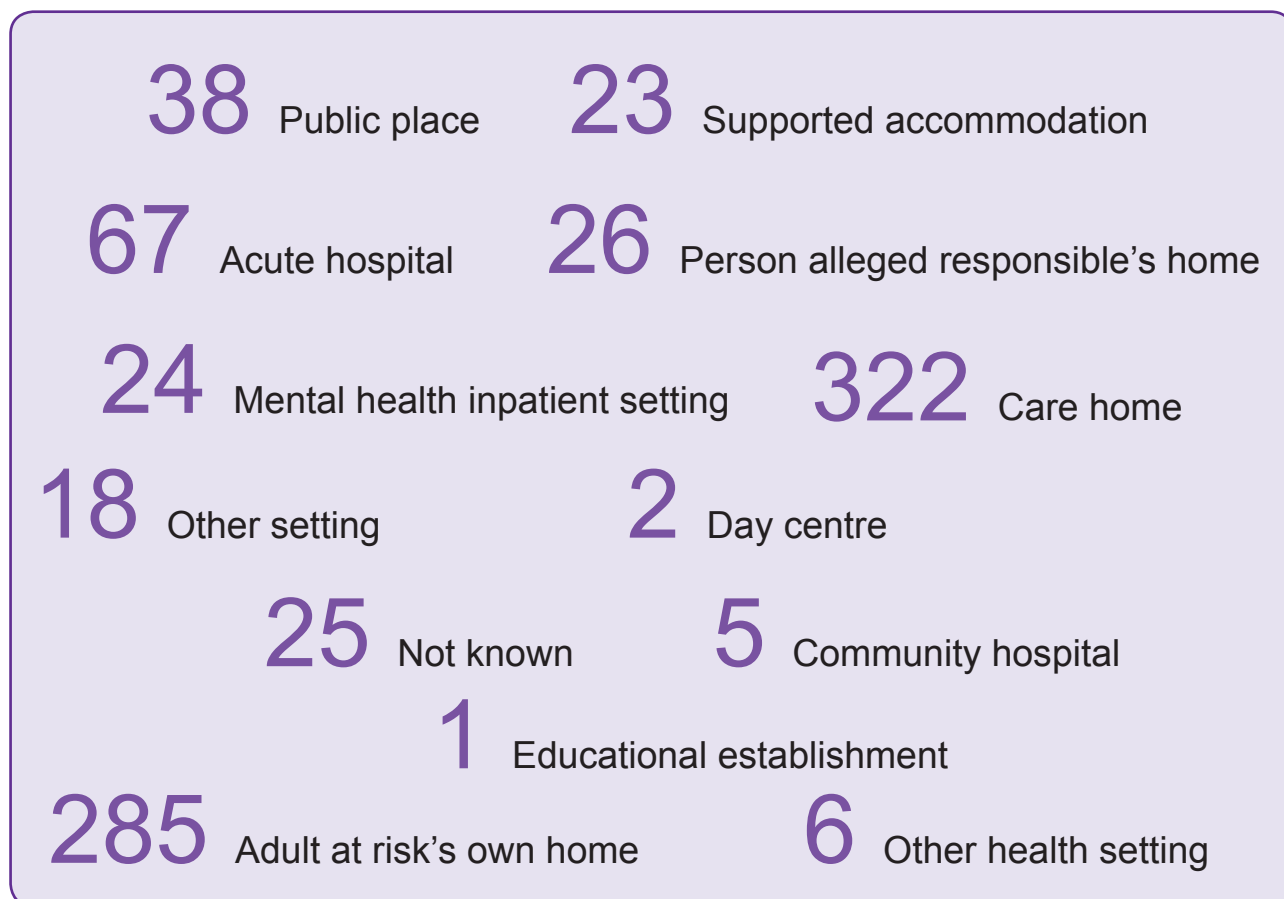 38 Public place 23 Supported accommodation
67 Acute hospital 26 Person alleged responsible’s home
24 Mental health inpatient setting 322 Care home
18 Other setting 2 Day centre
25 Not known 5 Community hospital
1 Educational establishment
285 Adult at risk’s own home 6 Other health setting